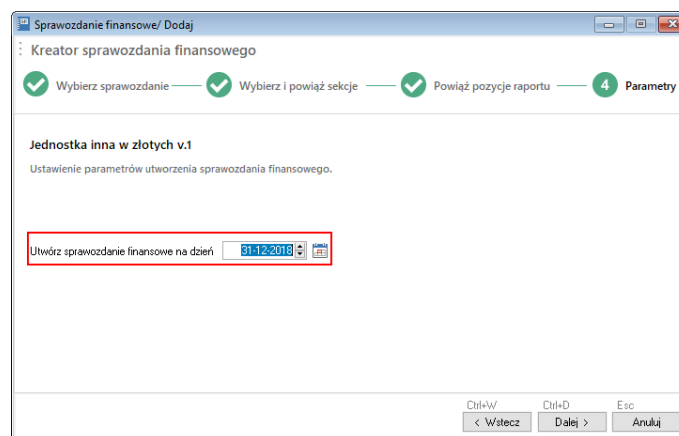 Sprawozdanie finansowe/ Dodaj
Kreator sprawozdania finansowego
Wybierz sprawozdanie Wybierz i powiąż sekcje Powiąż pozycje raportu 4 Parametry
Jednostka inna w złotych v.1
Ustawienie parametrów utworzenia sprawozdania finansowego.
Utwórz sprawozdanie finansowe na dzień 31-12-2018
Ctrl+W Ctrl+D Esc
< Wstecz Dalej > Anuluj